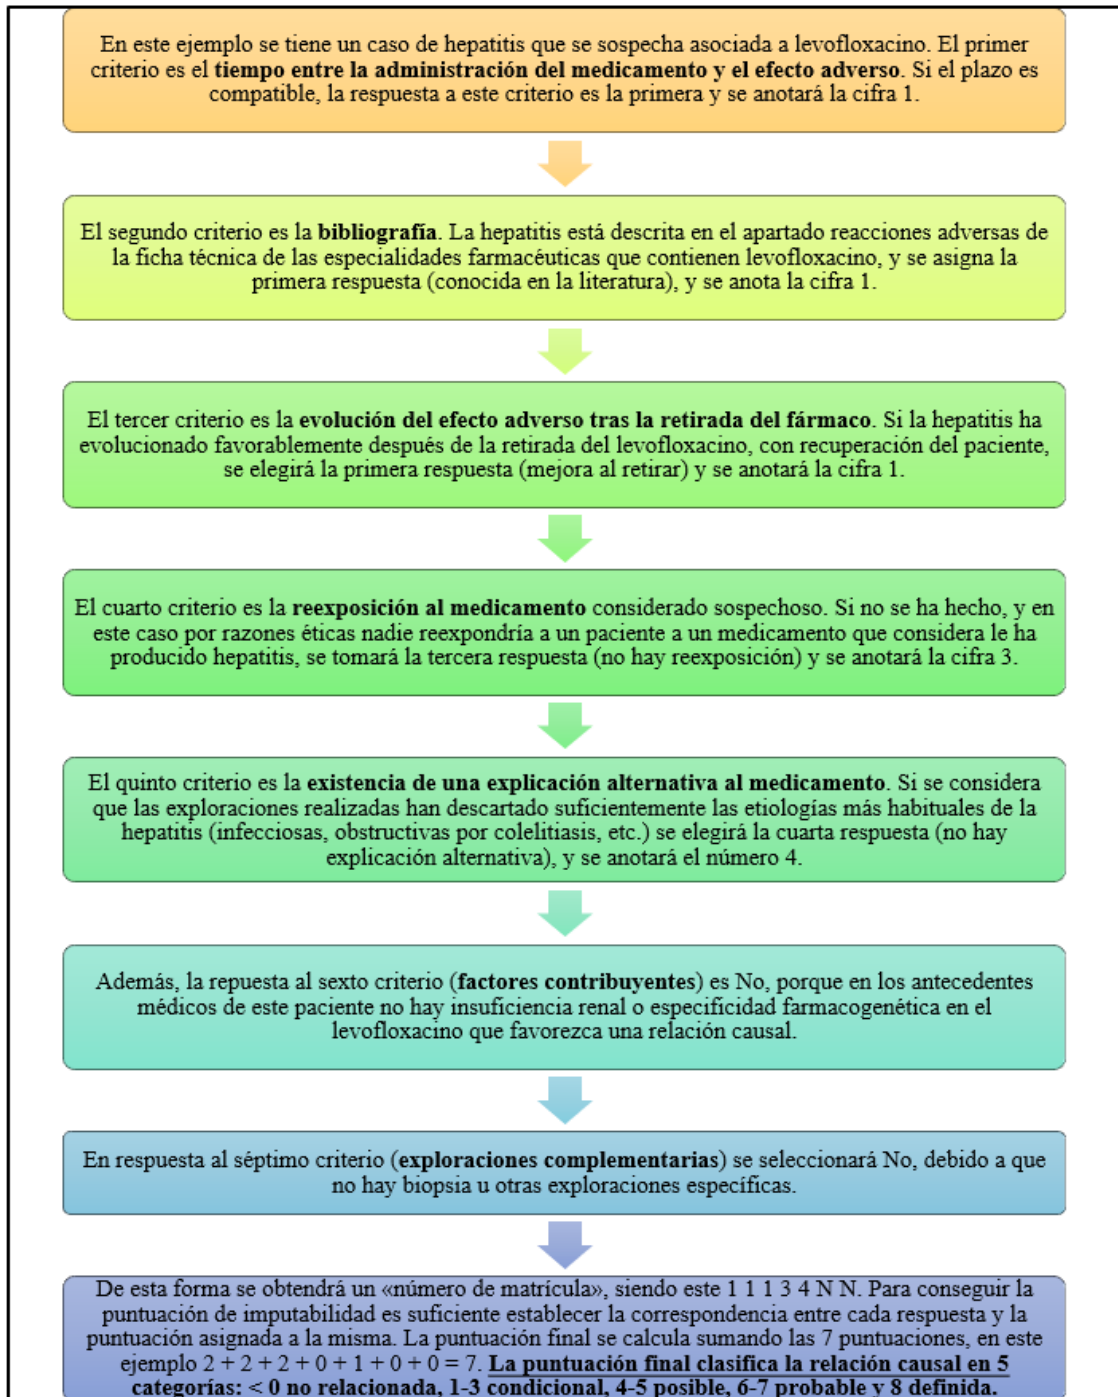 En este ejemplo se tiene un caso de hepatitis que se sospecha asociada a levofloxacino. El primer
criterio es el tiempo entre la administración del medicamento y el efecto adverso. Si el plazo es
compatible, la respuesta a este criterio es la primera y se anotará la cifra 1.
El segundo criterio es la bibliografía. La hepatitis está descrita en el apartado reacciones adversas de
la ficha técnica de las especialidades farmacéuticas que contienen levofloxacino, y se asigna la
primera respuesta (conocida en la literatura), y se anota la cifra 1.
El tercer criterio es la evolución del efecto adverso tras la retirada del fármaco. Si la hepatitis ha
evolucionado favorablemente después de la retirada del levofloxacino, con recuperación del paciente,
se elegirá la primera respuesta (mejora al retirar) y se anotará la cifra 1.
El cuarto criterio es la reexposición al medicamento considerado sospechoso. Si no se ha hecho, y en
este caso por razones éticas nadie reexpondría a un paciente a un medicamento que considera le ha
producido hepatitis, se tomará la tercera respuesta (no hay reexposición) y se anotará la cifra 3.
El quinto criterio es la existencia de una explicación alternativa al medicamento. Si se considera
que las exploraciones realizadas han descartado suficientemente las etiologías más habituales de la
hepatitis (infecciosas, obstructivas por colelitiasis, etc.) se elegirá la cuarta respuesta (no hay
explicación alternativa), y se anotará el número 4.
Además, la repuesta al sexto criterio (factores contribuyentes) es No, porque en los antecedentes
médicos de este paciente no hay insuficiencia renal o especificidad farmacogenética en el
levofloxacino que favorezca una relación causal.
En respuesta al séptimo criterio (exploraciones complementarias) se seleccionará No, debido a que
no hay biopsia u otras exploraciones específicas.
De esta forma se obtendrá un «número de matrícula», siendo este 1 1 1 3 4 N N. Para conseguir la
puntuación de imputabilidad es suficiente establecer la correspondencia entre cada respuesta y la
puntuación asignada a la misma. La puntuación final se calcula sumando las 7 puntuaciones, en este
ejemplo 2 + 2 + 2 + 0 + 1 + 0 + 0 = 7. La puntuación final clasifica la relación causal en 5
categorías: < 0 no relacionada, 1-3 condicional, 4-5 posible, 6-7 probable y 8 definida.